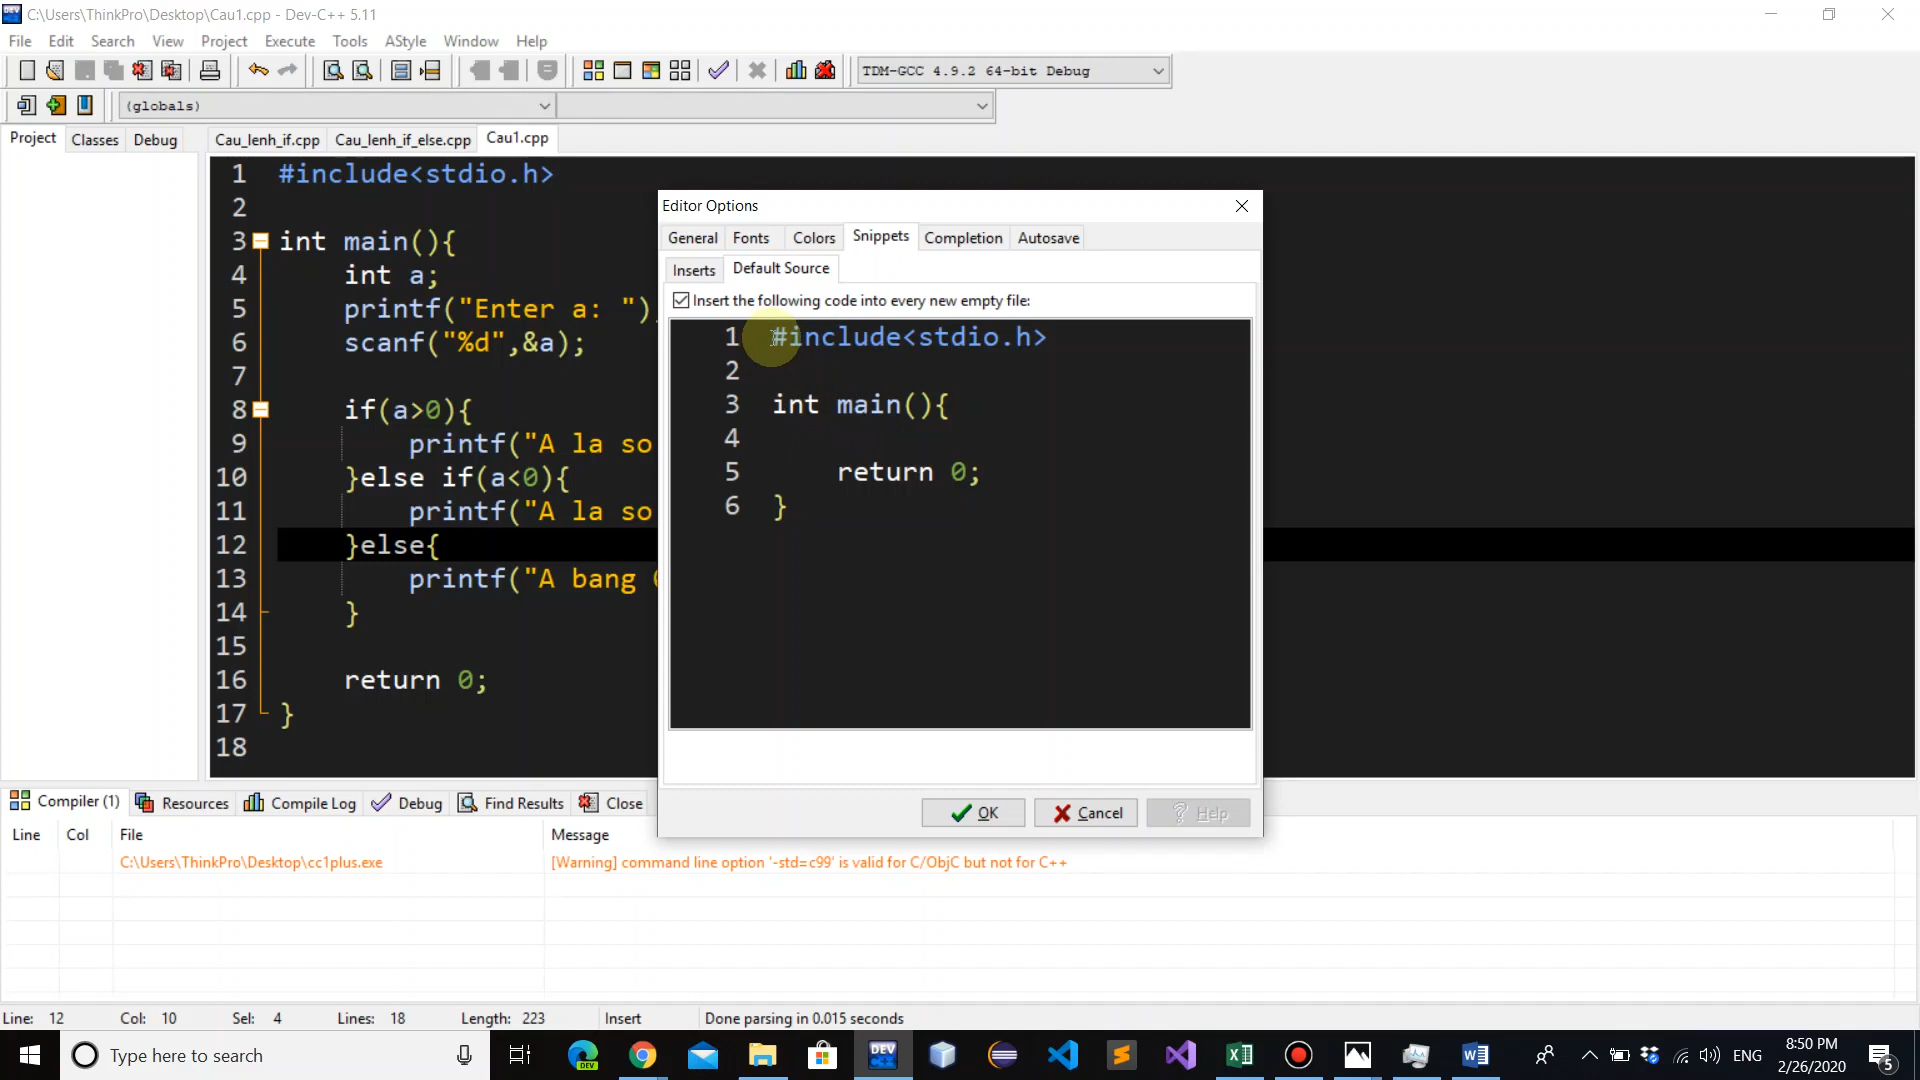 C:\Users\ThinkPro\Desktop\Cau1.cpp - Dev-C++ 5.11
File Edit Search View Project Execute Tools AStyle Window Help
TDM-GCC 4.9.2 64-bit Debug
(globals)
Project Classes Debug
Cau_lenh_if.cpp Cau_lenh_if_else.cpp Cau1.cpp
1 #include<stdio.h>
2
3 int main(){
4 int a;
5 printf("Enter a: ")
6 scanf("%d",&a);
7
8 if(a>0){
9 printf("A la so
10 }else if(a<0){
11 printf("A la so
12 }else{
13 printf("A bang
14 }
15
16 return 0;
17 }
18
Editor Options
General Fonts Colors Snippets Completion Autosave
Inserts Default Source
Insert the following code into every new empty file:
1 #include<stdio.h>
2
3 int main(){
4
5 return 0;
6 }
OK Cancel Help
Compiler (1) Resources Compile Log Debug Find Results Close
Line Col File Message
C:\Users\ThinkPro\Desktop\cc1plus.exe [Warning] command line option '-std=c99' is valid for C/ObjC but not for C++
Line: 12 Col: 10 Sel: 4 Lines: 18 Length: 223 Insert Done parsing in 0.015 seconds
Type here to search
DEV
DEV
ENG
8:50 PM
2/26/2020
5